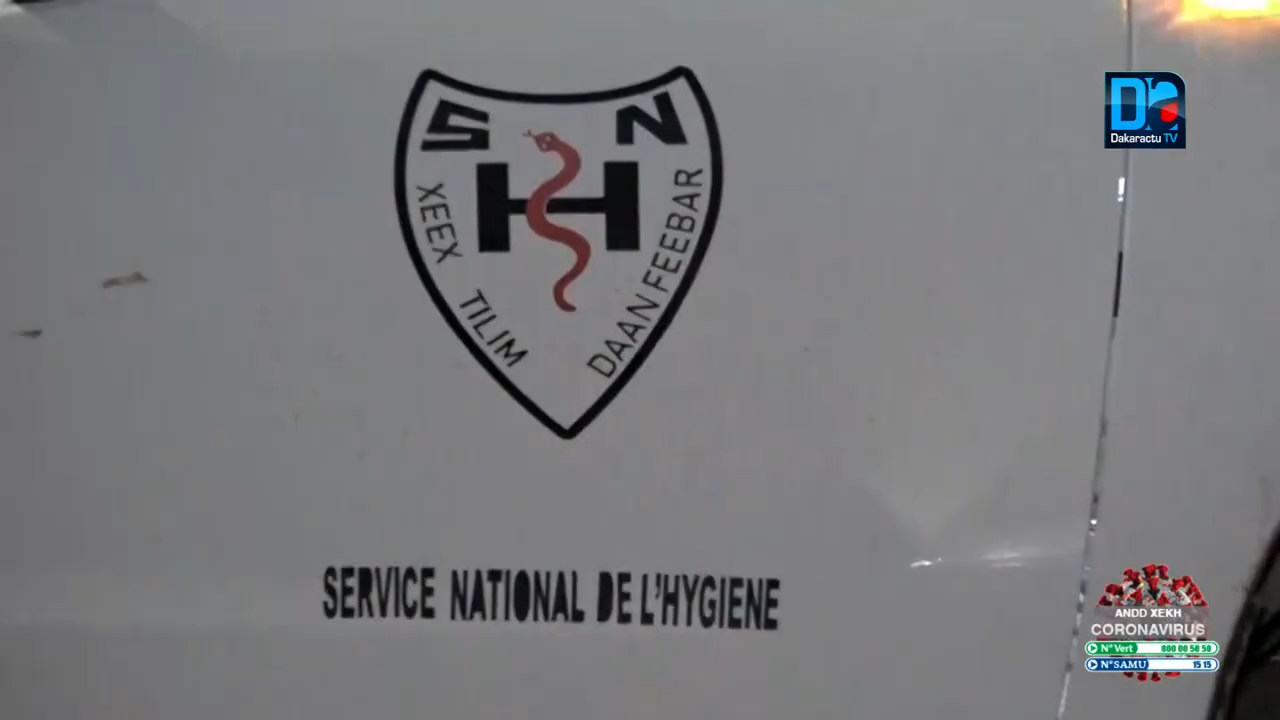 S N
H
XEEX TILIM
DAAN FEEBAR
SERVICE NATIONAL DE L'HYGIENE
Dakaractu TV
ANDD XEKH
CORONAVIRUS
N° Vert 800 00 50 50
N° SAMU 15 15